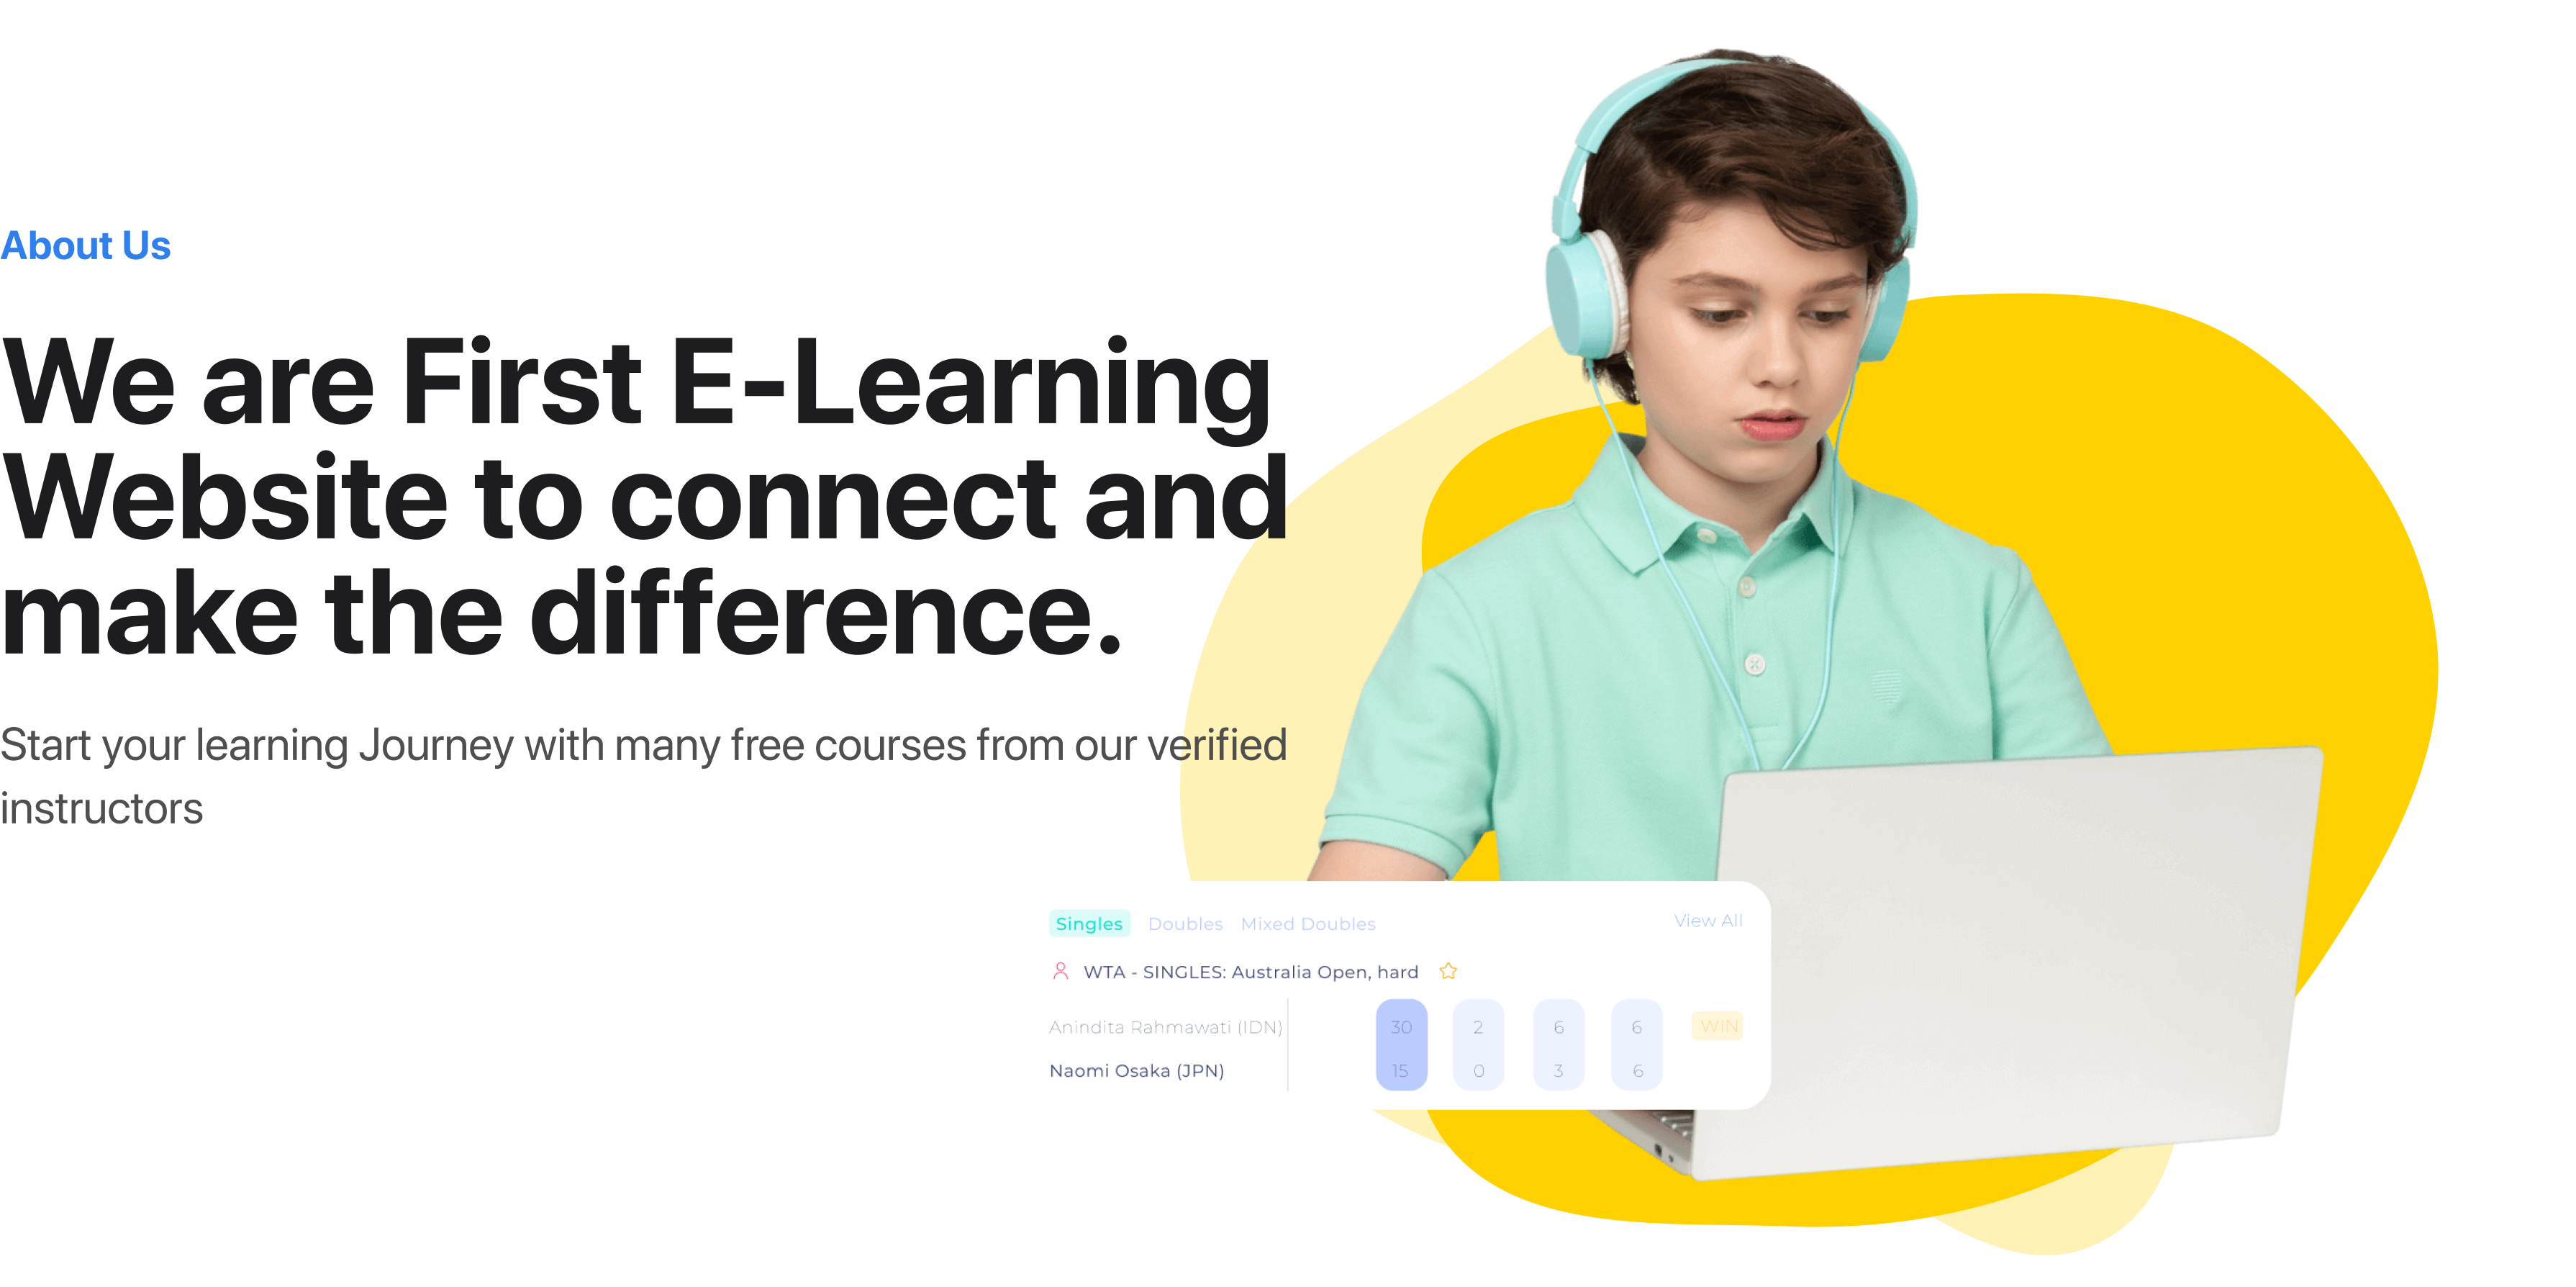 About Us
We are First E-Learning
Website to connect and
make the difference.
Start your learning Journey with many free courses from our verified
instructors
Singles Doubles Mixed Doubles View All
WTA - SINGLES: Australia Open, hard
Anindita Rahmawati (IDN) 30 2 6 6 WIN
Naomi Osaka (JPN) 15 0 3 6